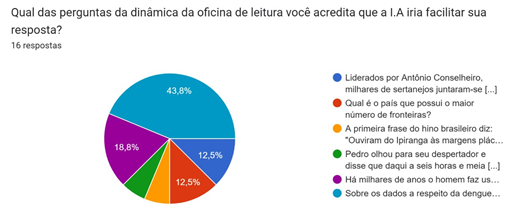 Qual das perguntas da dinâmica da oficina de leitura você acredita que a I.A iria facilitar sua
resposta?
16 respostas
43,8%
18,8%
12,5%
12,5%
Liderados por Antônio Conselheiro,
milhares de sertanejos juntaram-se [...]
Qual é o país que possui o maior
número de fronteiras?
A primeira frase do hino brasileiro diz:
"Ouviram do Ipiranga às margens plác...
Pedro olhou para seu despertador e
disse que daqui a seis horas e meia [...]
Há milhares de anos o homem faz us...
Sobre os dados a respeito da dengue...